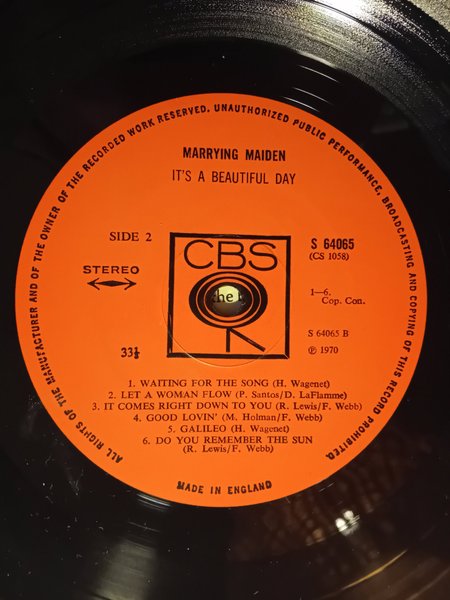 ALL RIGHTS OF THE MANUFACTURER AND OF THE OWNER OF THE RECORDED WORK RESERVED. UNAUTHORIZED PUBLIC PERFORMANCE, BROADCASTING AND COPYING OF THIS RECORD PROHIBITED.
MARRYING MAIDEN
IT'S A BEAUTIFUL DAY
SIDE 2
CBS
S 64065
(CS 1058)
STEREO
the
1—6.
Cop. Con.
S 64065 B
33⅓
℗ 1970
1. WAITING FOR THE SONG (H. Wagenet)
2. LET A WOMAN FLOW (P. Santos/D. LaFlamme)
3. IT COMES RIGHT DOWN TO YOU (R. Lewis/F. Webb)
4. GOOD LOVIN' (M. Holman/F. Webb)
5. GALILEO (H. Wagenet)
6. DO YOU REMEMBER THE SUN
(R. Lewis/F. Webb)
MADE IN ENGLAND